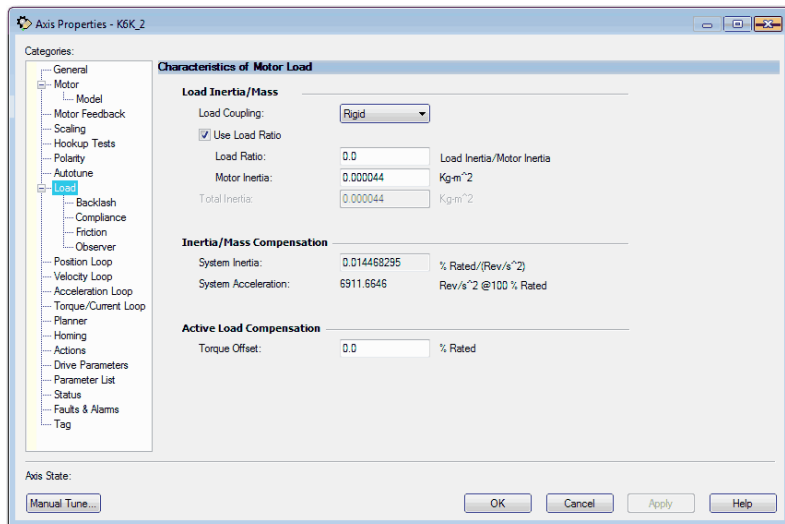 Axis Properties - K6K_2
Categories:
General
Motor
Model
Motor Feedback
Scaling
Hookup Tests
Polarity
Autotune
Load
Backlash
Compliance
Friction
Observer
Position Loop
Velocity Loop
Acceleration Loop
Torque/Current Loop
Planner
Homing
Actions
Drive Parameters
Parameter List
Status
Faults & Alarms
Tag
Characteristics of Motor Load
Load Inertia/Mass
Load Coupling: Rigid
Use Load Ratio
Load Ratio: 0.0 Load Inertia/Motor Inertia
Motor Inertia: 0.000044 Kg-m^2
Total Inertia: 0.000044 Kg-m^2
Inertia/Mass Compensation
System Inertia: 0.014468295 % Rated/(Rev/s^2)
System Acceleration: 6911.6646 Rev/s^2 @100 % Rated
Active Load Compensation
Torque Offset: 0.0 % Rated
Axis State:
Manual Tune... OK Cancel Apply Help